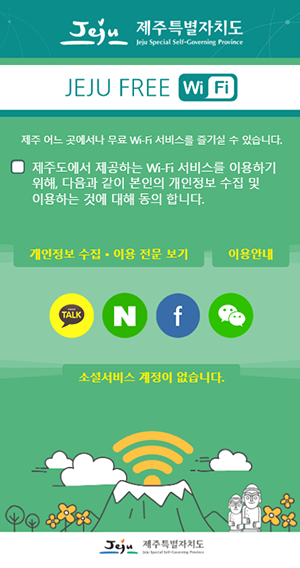 Jeju 제주특별자치도
Jeju Special Self-Governing Province
JEJU FREE Wi Fi
제주 어느 곳에서나 무료 Wi-Fi 서비스를 즐기실 수 있습니다.
제주도에서 제공하는 Wi-Fi 서비스를 이용하기
위해, 다음과 같이 본인의 개인정보 수집 및
이용하는 것에 대해 동의 합니다.
개인정보 수집 • 이용 전문 보기 이용안내
TALK N f
소셜서비스 계정이 없습니다.
Jeju 제주특별자치도
Jeju Special Self-Governing Province